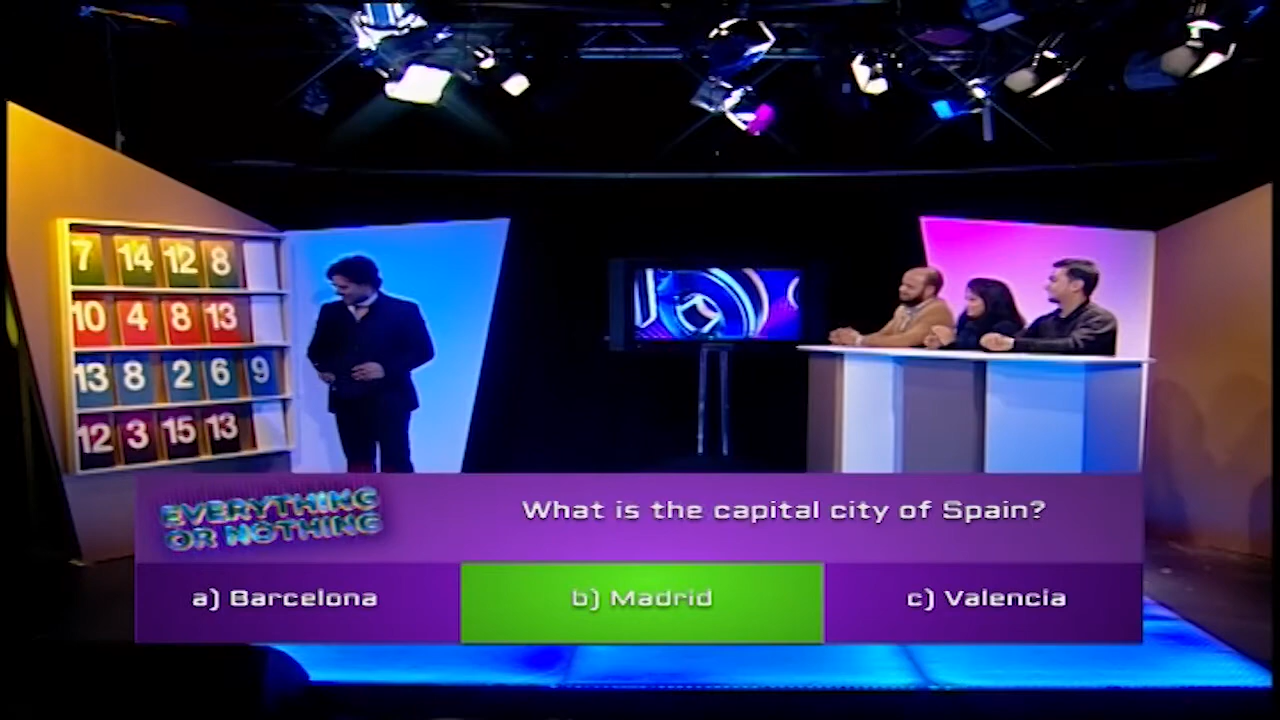 7 14 12 8
10 4 8 13
13 8 2 6 9
12 3 15 13
EVERYTHING
OR NOTHING
What is the capital city of Spain?
a) Barcelona
b) Madrid
c) Valencia